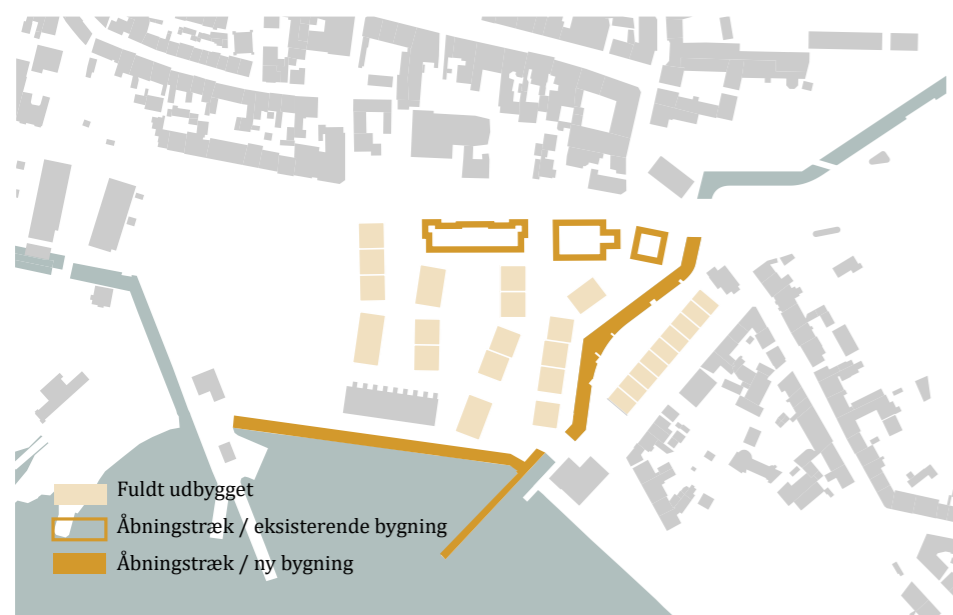 Fuldt udbygget
Åbningstræk / eksisterende bygning
Åbningstræk / ny bygning